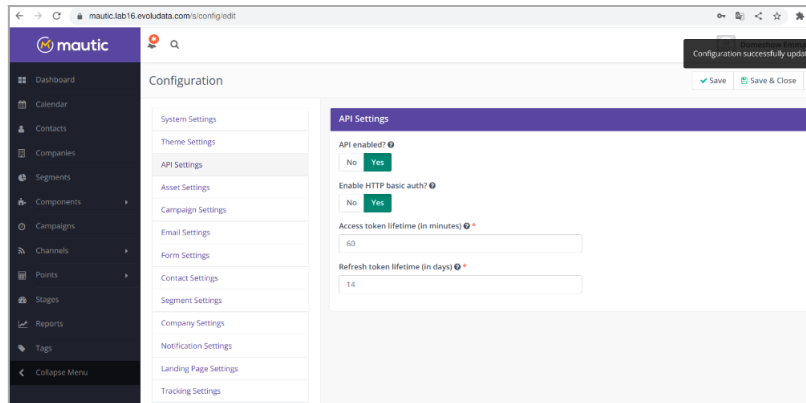 mautic.lab16.evoludata.com/s/config/edit
mautic
Configuration successfully updat
Dashboard
Calendar
Contacts
Companies
Segments
Components
Campaigns
Channels
Points
Stages
Reports
Tags
Collapse Menu
Configuration
Save
Save & Close
System Settings
Theme Settings
API Settings
Asset Settings
Campaign Settings
Email Settings
Form Settings
Contact Settings
Segment Settings
Company Settings
Notification Settings
Landing Page Settings
Tracking Settings
API Settings
API enabled?
No Yes
Enable HTTP basic auth?
No Yes
Access token lifetime (in minutes) *
60
Refresh token lifetime (in days) *
14